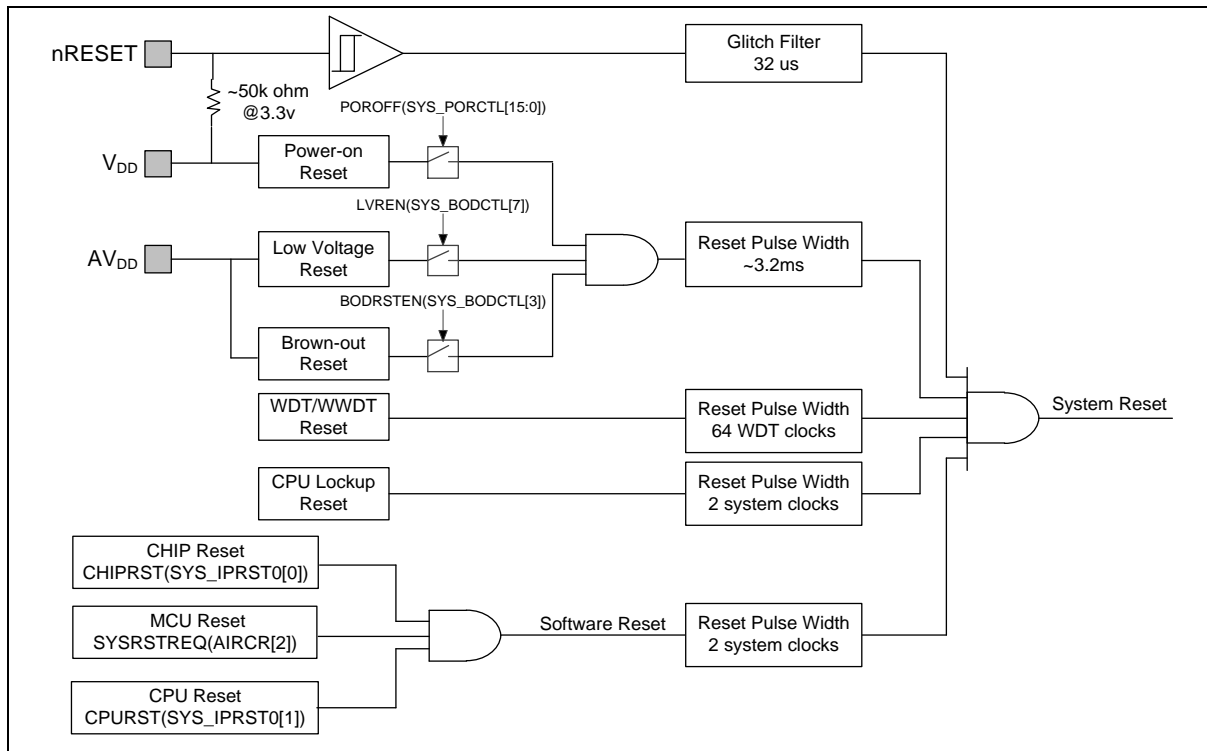 nRESET
Glitch Filter
32 us
~50k ohm
@3.3v
POROFF(SYS_PORCTL[15:0])
VDD
Power-on
Reset
LVREN(SYS_BODCTL[7])
AVDD
Low Voltage
Reset
Reset Pulse Width
~3.2ms
BODRSTEN(SYS_BODCTL[3])
Brown-out
Reset
WDT/WWDT
Reset
Reset Pulse Width
64 WDT clocks
System Reset
CPU Lockup
Reset
Reset Pulse Width
2 system clocks
CHIP Reset
CHIPRST(SYS_IPRST0[0])
MCU Reset
SYSRSTREQ(AIRCR[2])
Software Reset
Reset Pulse Width
2 system clocks
CPU Reset
CPURST(SYS_IPRST0[1])